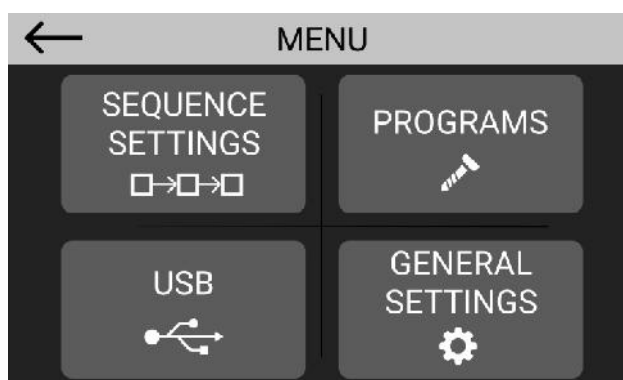 MENU
SEQUENCE
SETTINGS
PROGRAMS
USB
GENERAL
SETTINGS